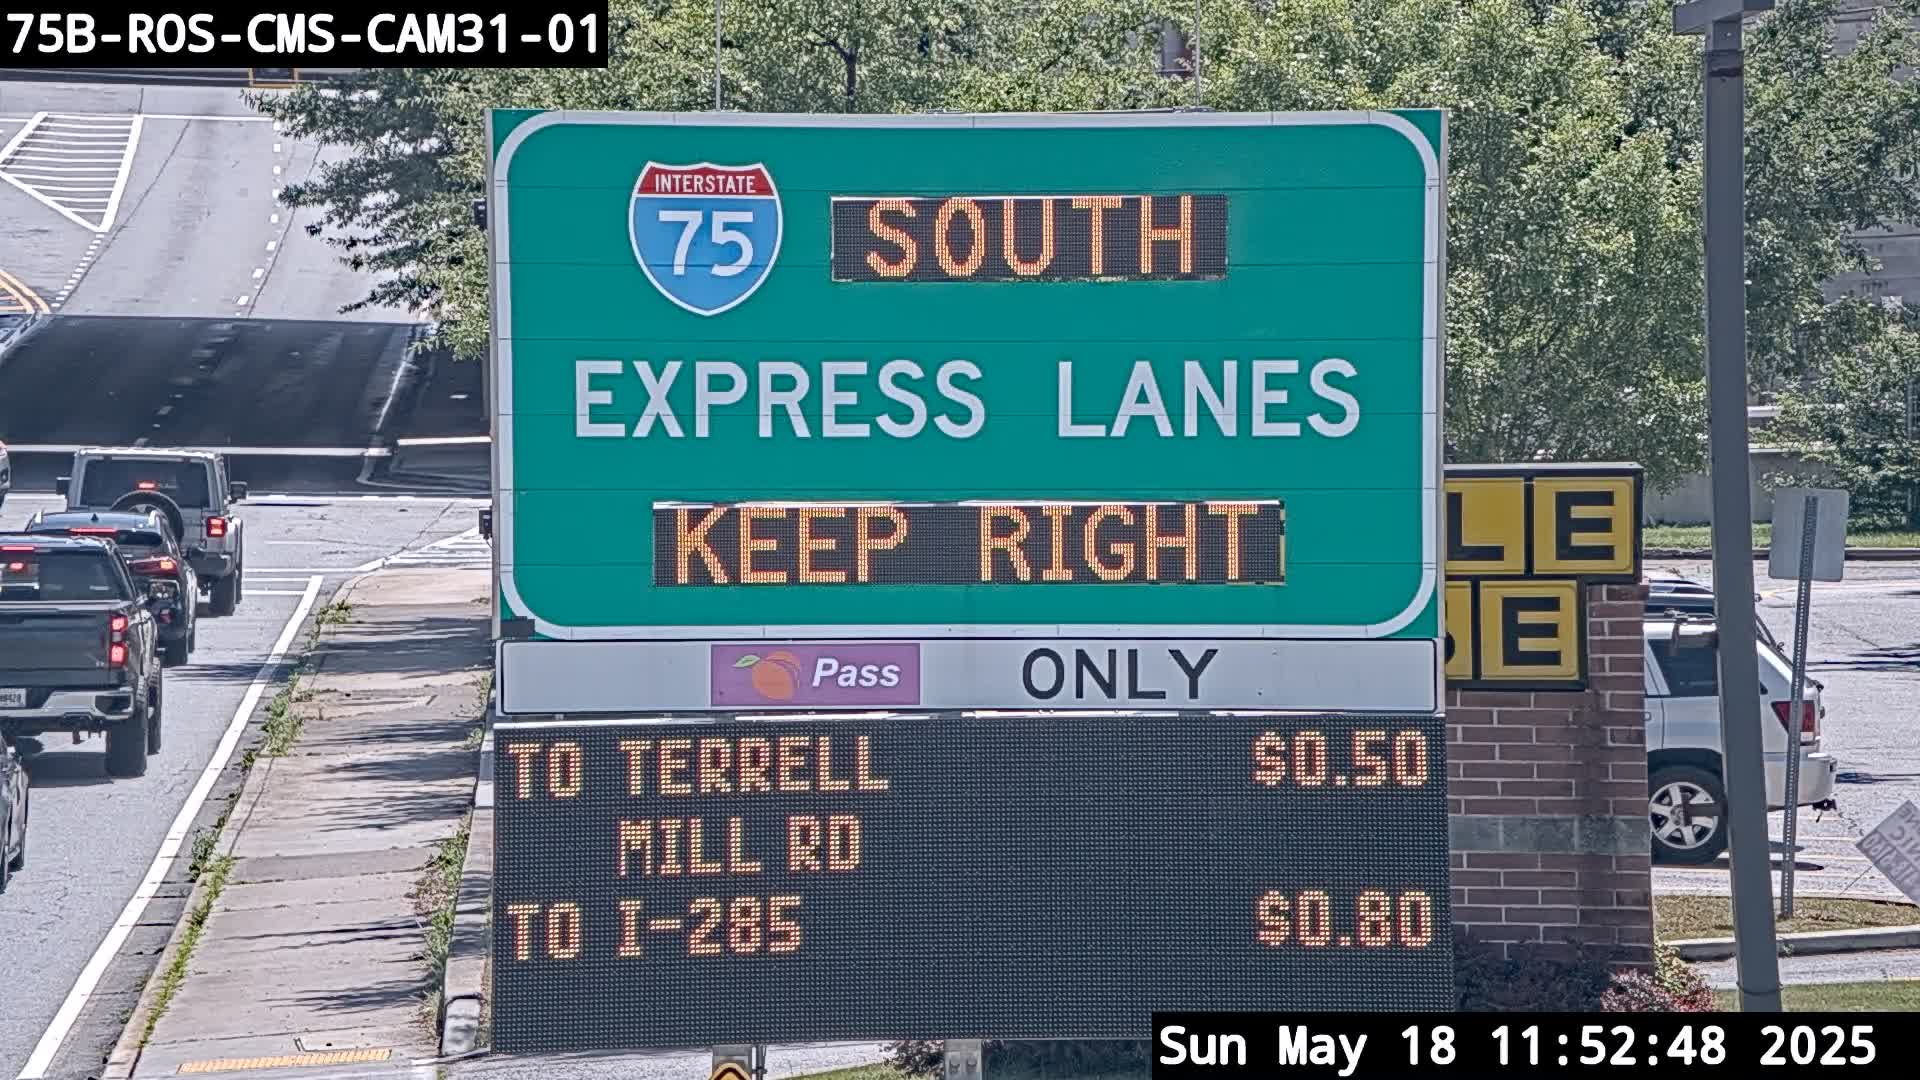 75B-ROS-CMS-CAM31-01
INTERSTATE
75
SOUTH
EXPRESS LANES
KEEP RIGHT
Pass ONLY
TO TERRELL $0.50
MILL RD
TO I-285 $0.80
LE
E
Sun May 18 11:52:48 2025